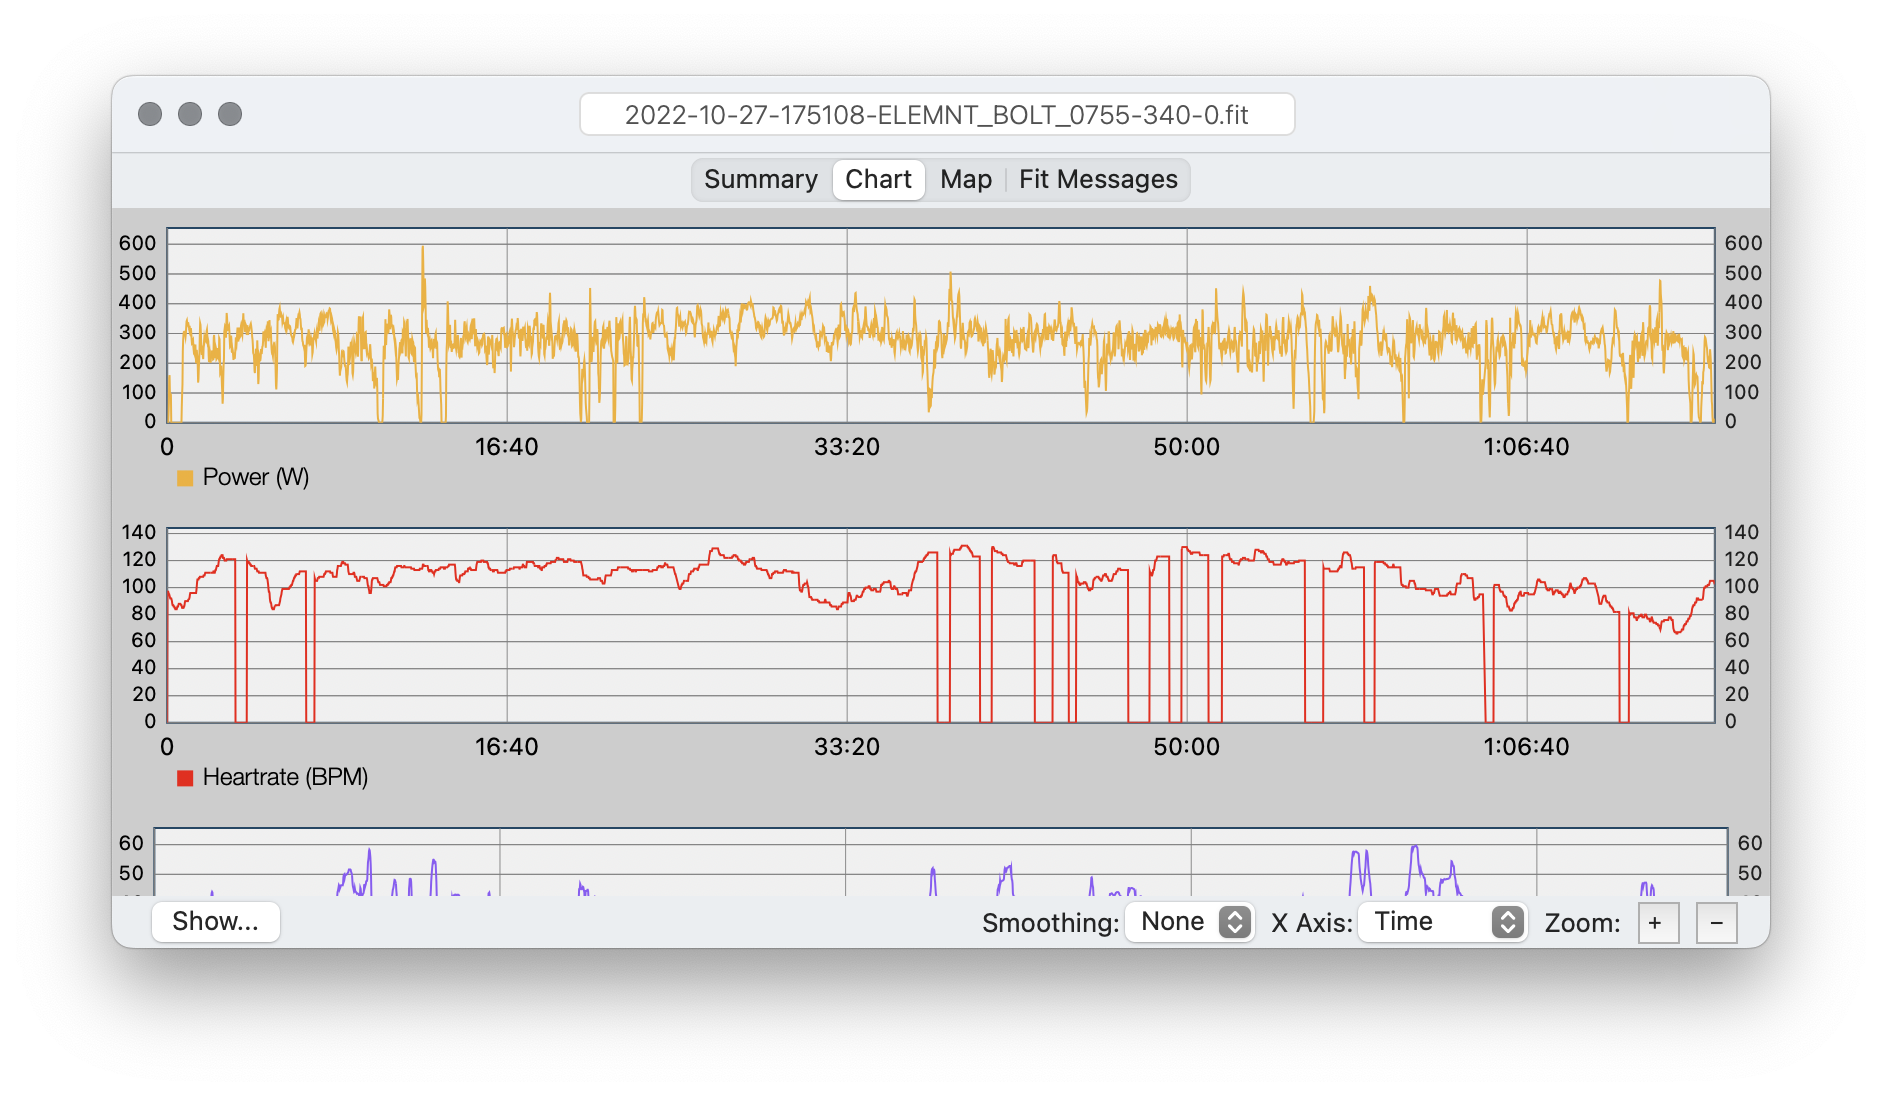 2022-10-27-175108-ELEMNT_BOLT_0755-340-0.fit
Summary Chart Map Fit Messages
600 600
500 500
400 400
300 300
200 200
100 100
0 0
0 16:40 33:20 50:00 1:06:40
Power (W)
140 140
120 120
100 100
80 80
60 60
40 40
20 20
0 0
0 16:40 33:20 50:00 1:06:40
Heartrate (BPM)
60 60
50 50
Show... Smoothing: None X Axis: Time Zoom: + −